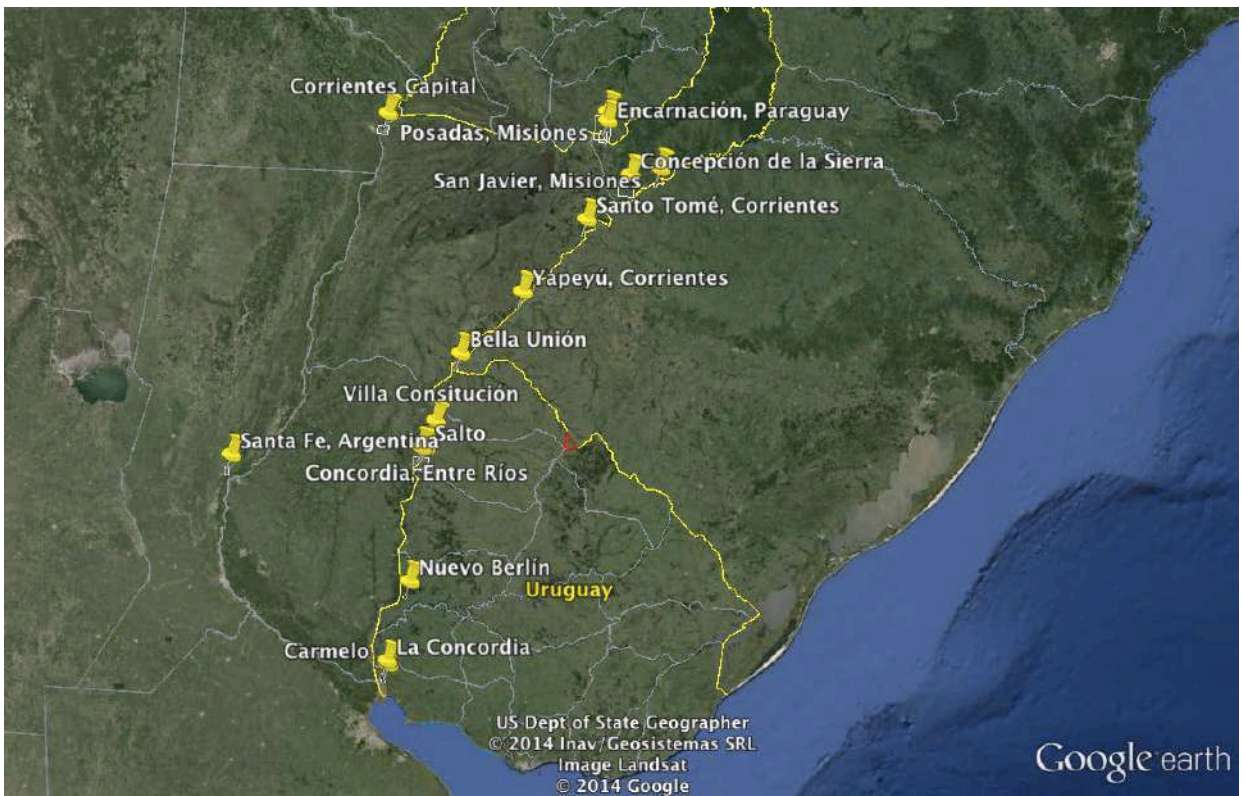 Corrientes Capital
Encarnación, Paraguay
Posadas, Misiones
Concepción de la Sierra
San Javier, Misiones
Santo Tomé, Corrientes
Yapeyú, Corrientes
Bella Unión
Villa Consitución
Salto
Santa Fe, Argentina
Concordia, Entre Ríos
Nuevo Berlín
Uruguay
La Concordia
Carmelo
US Dept of State Geographer
© 2014 Inav/Geosistemas SRL
Image Landsat
© 2014 Google
Google earth